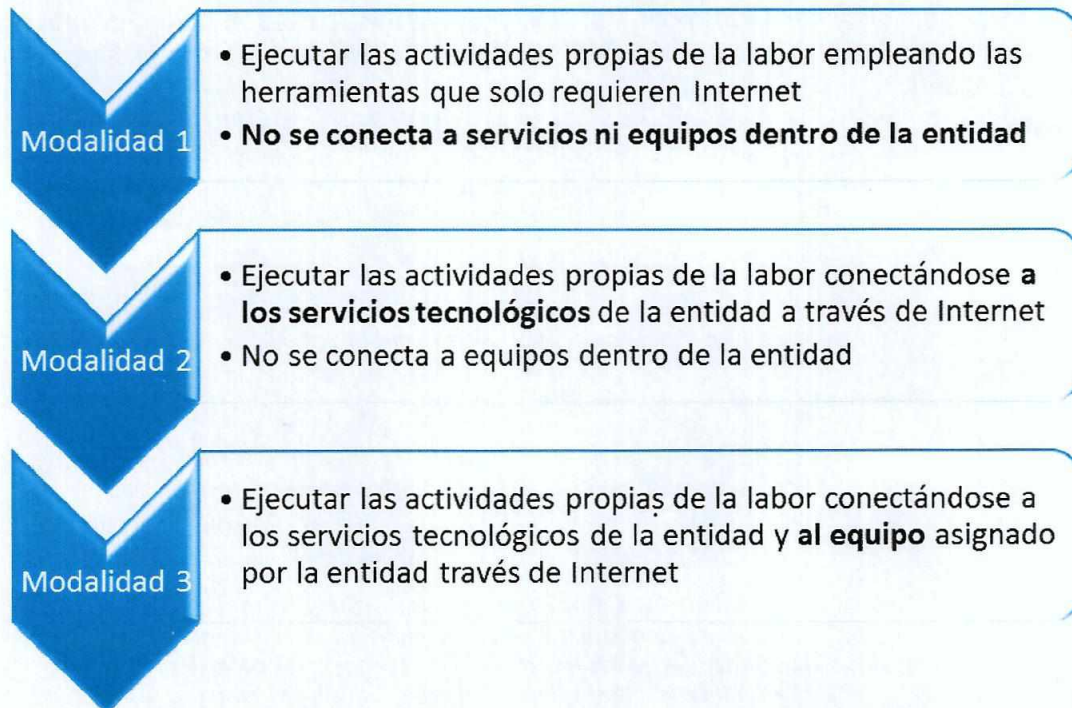 Modalidad 1
• Ejecutar las actividades propias de la labor empleando las
herramientas que solo requieren Internet
• No se conecta a servicios ni equipos dentro de la entidad
Modalidad 2
• Ejecutar las actividades propias de la labor conectándose a
los servicios tecnológicos de la entidad a través de Internet
• No se conecta a equipos dentro de la entidad
Modalidad 3
• Ejecutar las actividades propias de la labor conectándose a
los servicios tecnológicos de la entidad y al equipo asignado
por la entidad través de Internet